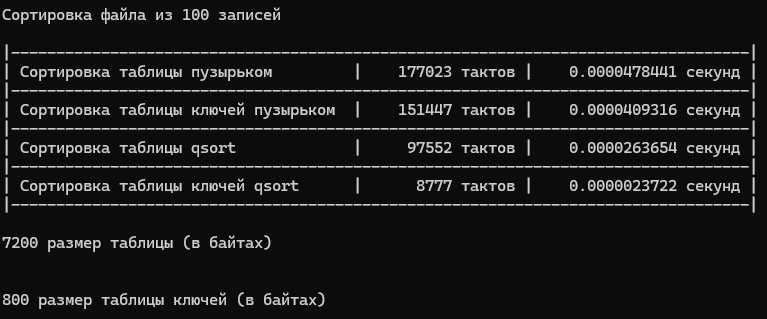 Сортировка файла из 100 записей
|----------------------------------------------------------------------------------|
| Сортировка таблицы пузырьком         |    177023 тактов |    0.0000478441 секунд |
|----------------------------------------------------------------------------------|
| Сортировка таблицы ключей пузырьком  |    151447 тактов |    0.0000409316 секунд |
|----------------------------------------------------------------------------------|
| Сортировка таблицы qsort             |     97552 тактов |    0.0000263654 секунд |
|----------------------------------------------------------------------------------|
| Сортировка таблицы ключей qsort      |      8777 тактов |    0.0000023722 секунд |
|----------------------------------------------------------------------------------|
7200 размер таблицы (в байтах)
800 размер таблицы ключей (в байтах)